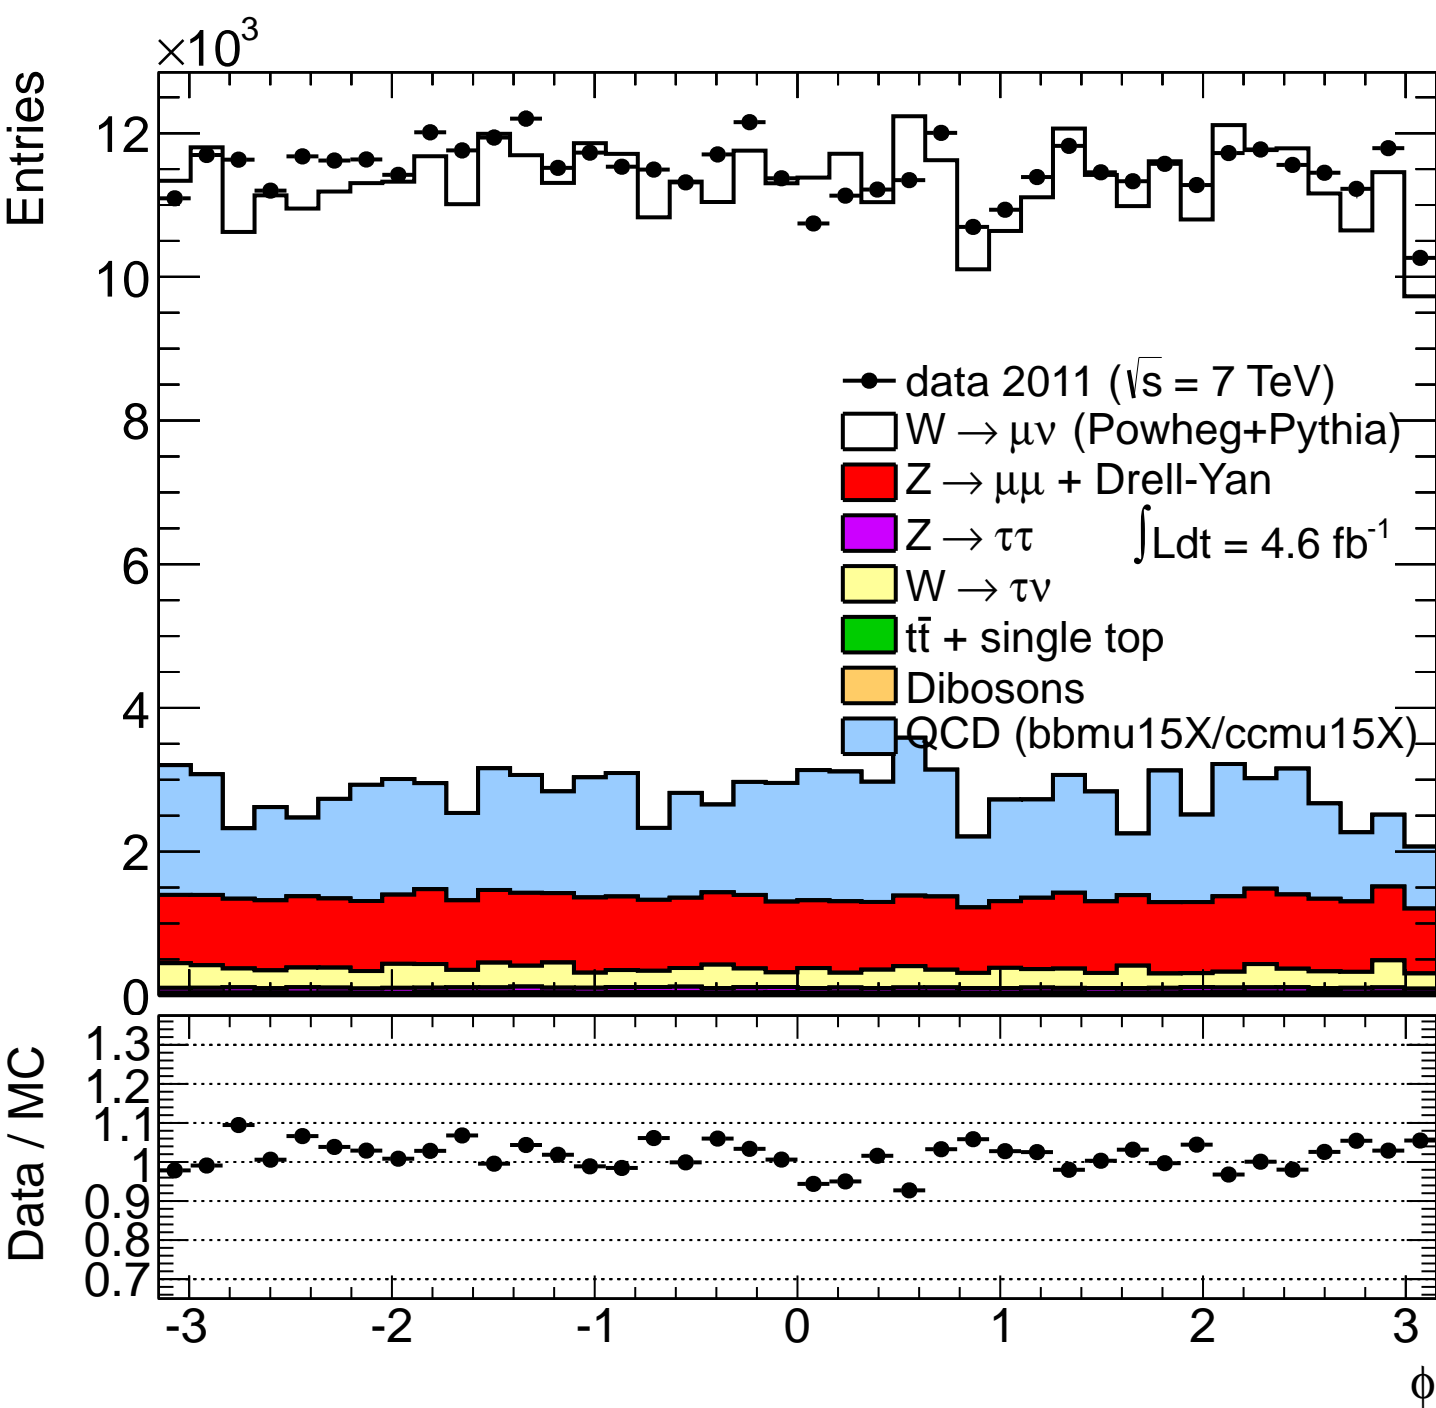 ×10³
Entries
12
10
8
6
4
2
0
data 2011 (√s = 7 TeV)
W → μν (Powheg+Pythia)
Z → μμ + Drell-Yan
Z → ττ
∫Ldt = 4.6 fb⁻¹
W → τν
tt̄ + single top
Dibosons
QCD (bbmu15X/ccmu15X)
Data / MC
1.3
1.2
1.1
1
0.9
0.8
0.7
-3 -2 -1 0 1 2 3
ϕ